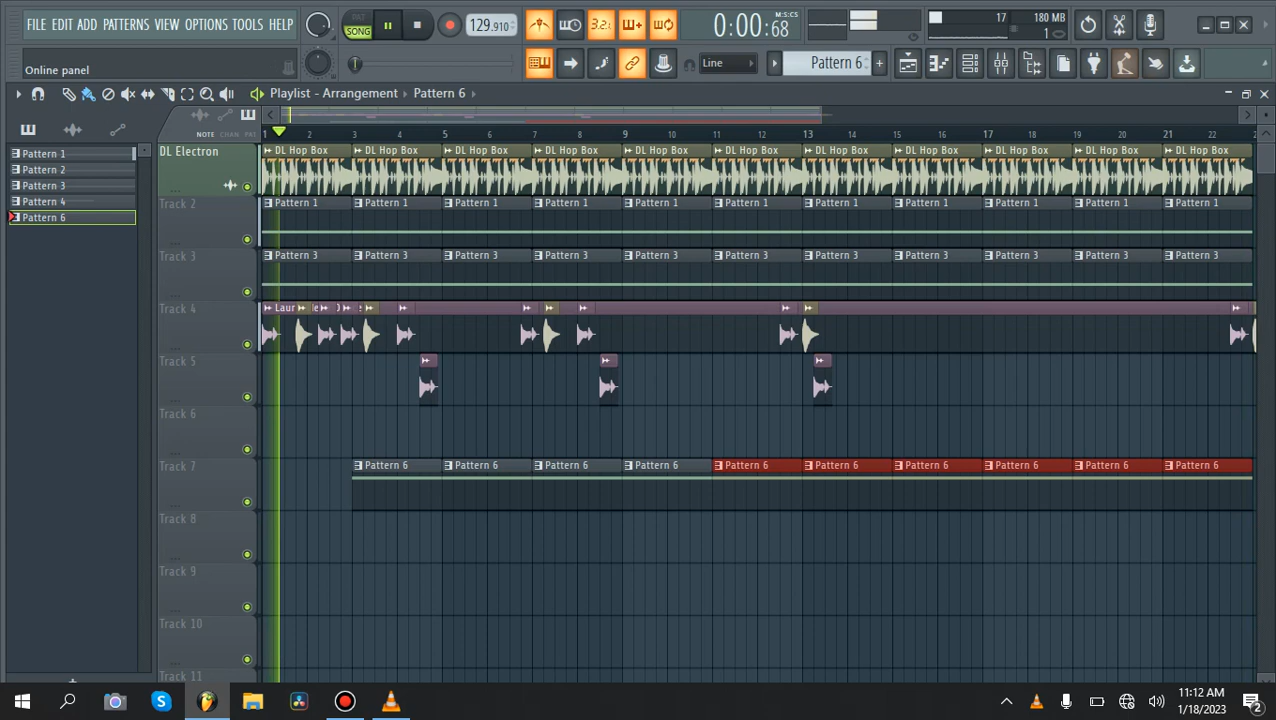 FILE EDIT ADD PATTERNS VIEW OPTIONS TOOLS HELP
SONG
129.910
3.2
0:00:68
M:S:CS
17
180 MB
1
Online panel
Line
Pattern 6
Playlist - Arrangement
Pattern 6
NOTE CHAN PRE
1 2 3 4 5 6 7 8 9 10 11 12 13 14 15 16 17 18 19 20 21 22
Pattern 1
Pattern 2
Pattern 3
Pattern 4
Pattern 6
DL Electron
DL Hop Box DL Hop Box DL Hop Box DL Hop Box DL Hop Box DL Hop Box DL Hop Box DL Hop Box DL Hop Box DL Hop Box DL Hop Box
Track 2
Pattern 1 Pattern 1 Pattern 1 Pattern 1 Pattern 1 Pattern 1 Pattern 1 Pattern 1 Pattern 1 Pattern 1 Pattern 1
Track 3
Pattern 3 Pattern 3 Pattern 3 Pattern 3 Pattern 3 Pattern 3 Pattern 3 Pattern 3 Pattern 3 Pattern 3 Pattern 3
Track 4
Laur
Track 5
Track 6
Track 7
Pattern 6 Pattern 6 Pattern 6 Pattern 6 Pattern 6 Pattern 6 Pattern 6 Pattern 6 Pattern 6 Pattern 6
Track 8
Track 9
Track 10
Track 11
11:12 AM
1/18/2023
2